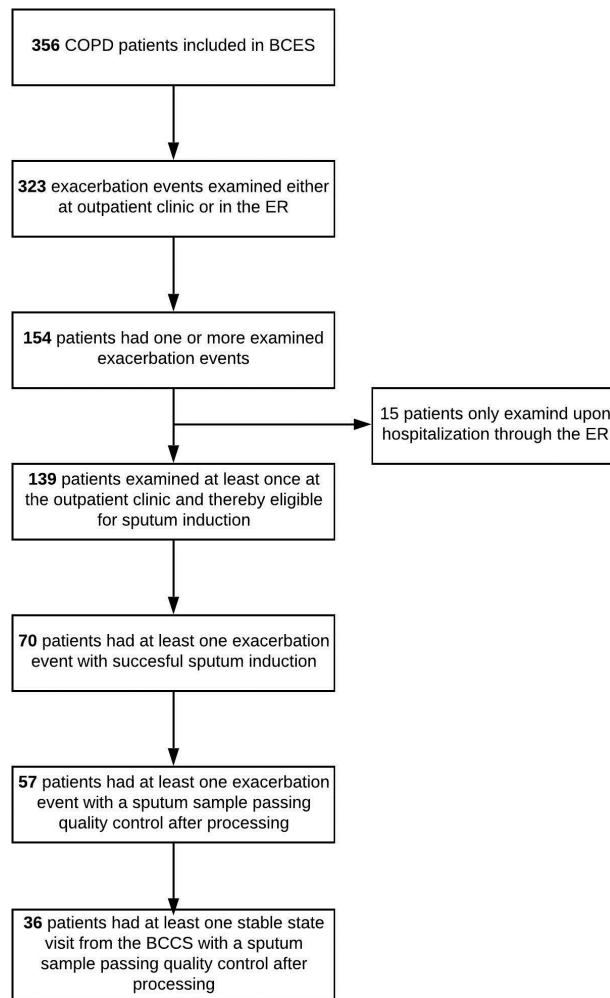 356 COPD patients included in BCES
323 exacerbation events examined either
at outpatient clinic or in the ER
154 patients had one or more examined
exacerbation events
15 patients only examind upon
hospitalization through the ER
139 patients examined at least once at
the outpatient clinic and thereby eligible
for sputum induction
70 patients had at least one exacerbation
event with succesful sputum induction
57 patients had at least one exacerbation
event with a sputum sample passing
quality control after processing
36 patients had at least one stable state
visit from the BCCS with a sputum
sample passing quality control after
processing